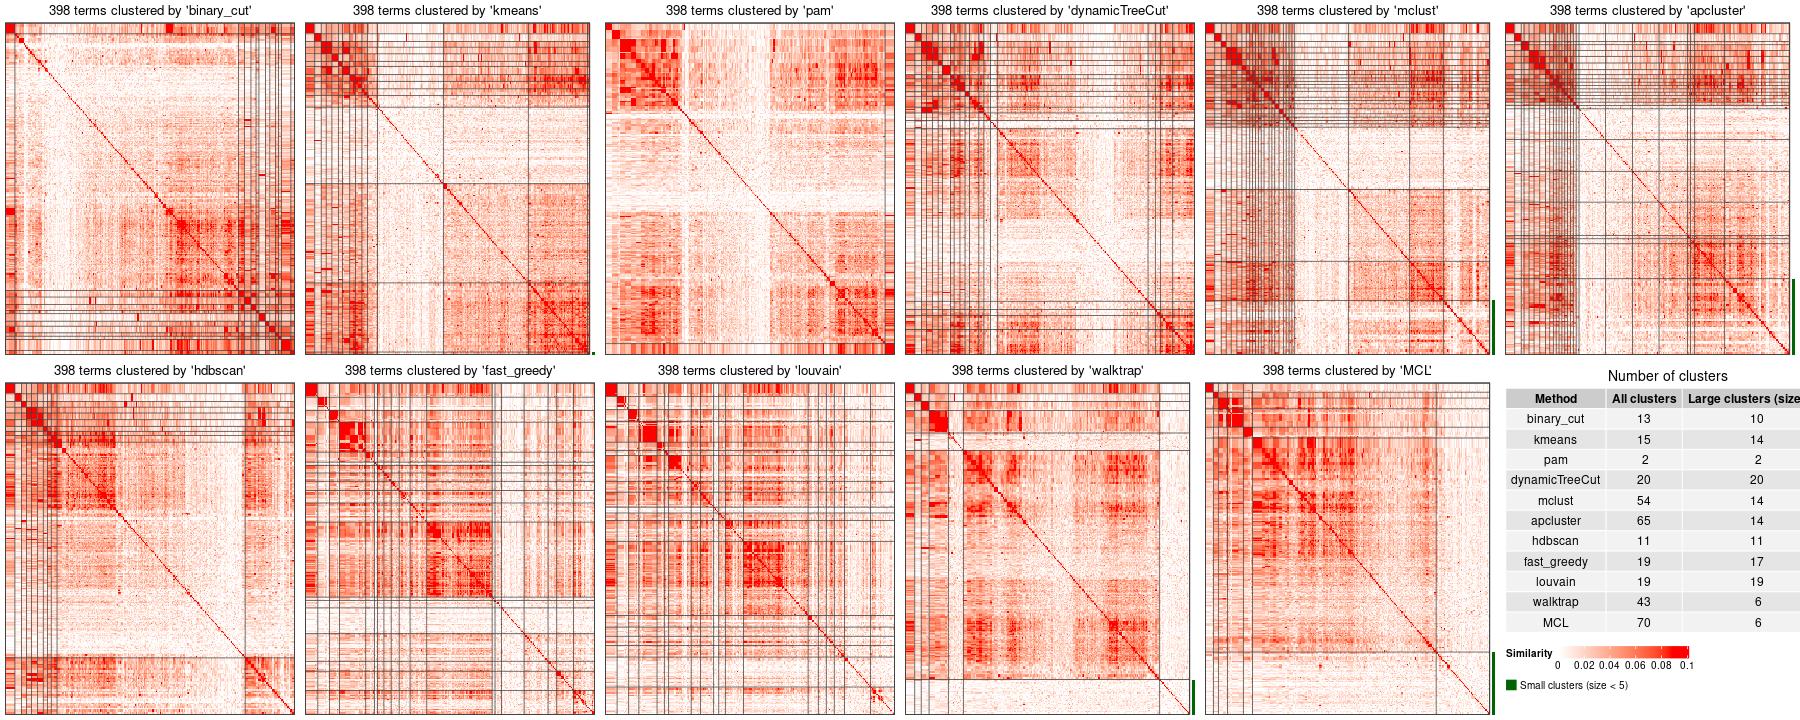 398 terms clustered by 'binary_cut'
398 terms clustered by 'kmeans'
398 terms clustered by 'pam'
398 terms clustered by 'dynamicTreeCut'
398 terms clustered by 'mclust'
398 terms clustered by 'apcluster'
398 terms clustered by 'hdbscan'
398 terms clustered by 'fast_greedy'
398 terms clustered by 'louvain'
398 terms clustered by 'walktrap'
398 terms clustered by 'MCL'
Number of clusters
Method All clusters Large clusters (size
binary_cut 13 10
kmeans 15 14
pam 2 2
dynamicTreeCut 20 20
mclust 54 14
apcluster 65 14
hdbscan 11 11
fast_greedy 19 17
louvain 19 19
walktrap 43 6
MCL 70 6
Similarity
0 0.02 0.04 0.06 0.08 0.1
Small clusters (size < 5)